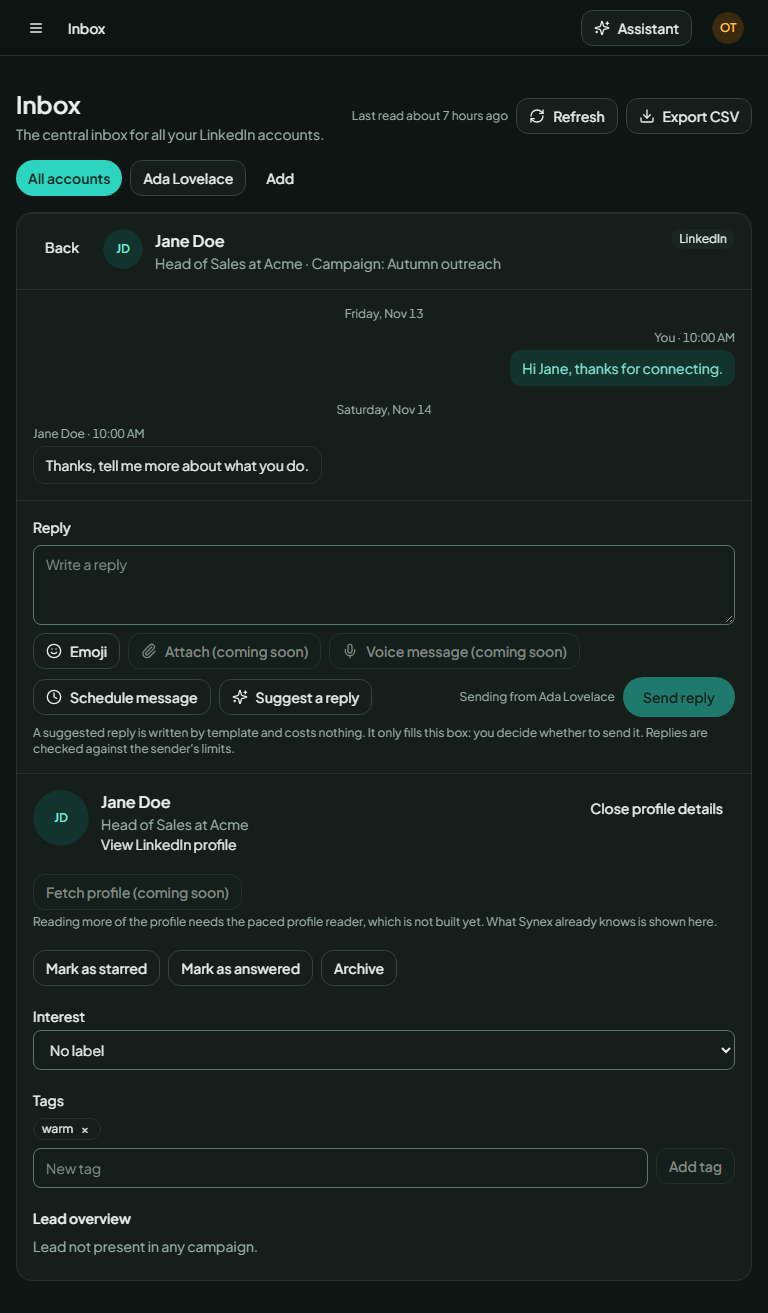 Inbox
Assistant
OT
Inbox
The central inbox for all your LinkedIn accounts.
Last read about 7 hours ago
Refresh
Export CSV
All accounts
Ada Lovelace
Add
Back
JD
Jane Doe
Head of Sales at Acme · Campaign: Autumn outreach
LinkedIn
Friday, Nov 13
You · 10:00 AM
Hi Jane, thanks for connecting.
Saturday, Nov 14
Jane Doe · 10:00 AM
Thanks, tell me more about what you do.
Reply
Write a reply
Emoji
Attach (coming soon)
Voice message (coming soon)
Schedule message
Suggest a reply
Sending from Ada Lovelace
Send reply
A suggested reply is written by template and costs nothing. It only fills this box: you decide whether to send it. Replies are
checked against the sender's limits.
JD
Jane Doe
Head of Sales at Acme
View LinkedIn profile
Close profile details
Fetch profile (coming soon)
Reading more of the profile needs the paced profile reader, which is not built yet. What Synex already knows is shown here.
Mark as starred
Mark as answered
Archive
Interest
No label
Tags
warm ×
New tag
Add tag
Lead overview
Lead not present in any campaign.